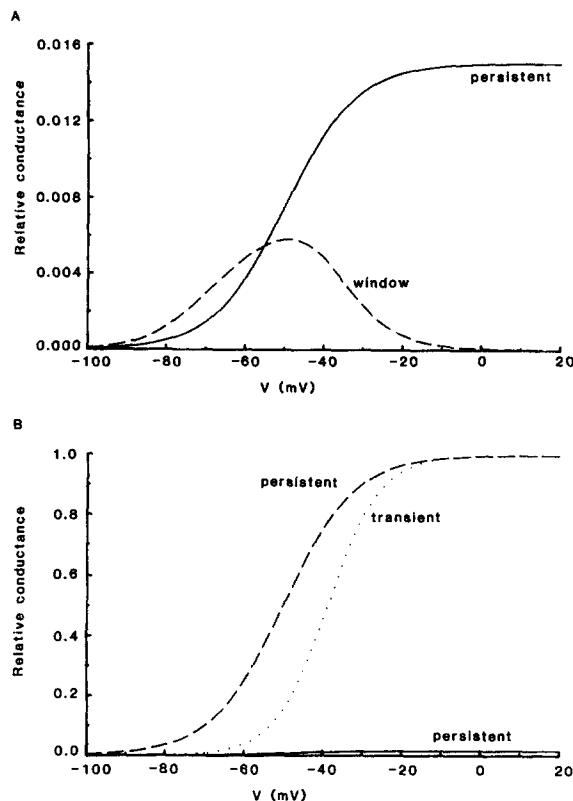 A
0.016
persistent
0.012
Relative conductance
0.008
0.004
window
0.000
-100 -80 -60 -40 -20 0 20
V (mV)
B
1.0
persistent
0.8
transient
Relative conductance
0.6
0.4
0.2
persistent
0.0
-100 -80 -60 -40 -20 0 20
V (mV)